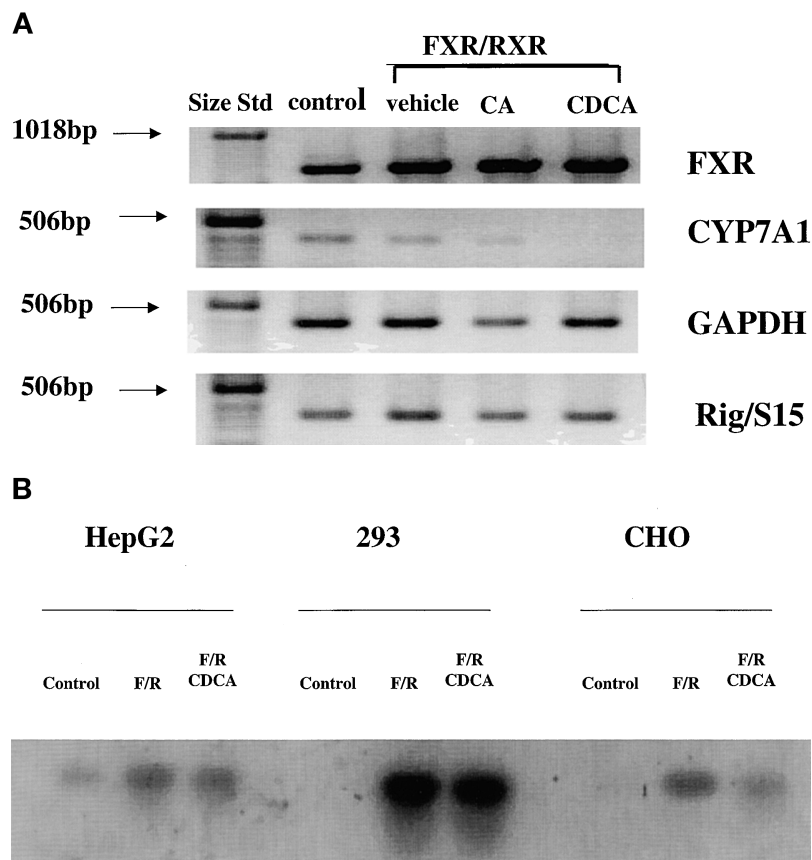 A
FXR/RXR
Size Std control vehicle CA CDCA
1018bp
FXR
506bp
CYP7A1
506bp
GAPDH
506bp
Rig/S15
B
HepG2 293 CHO
Control F/R F/R CDCA Control F/R F/R CDCA Control F/R F/R CDCA